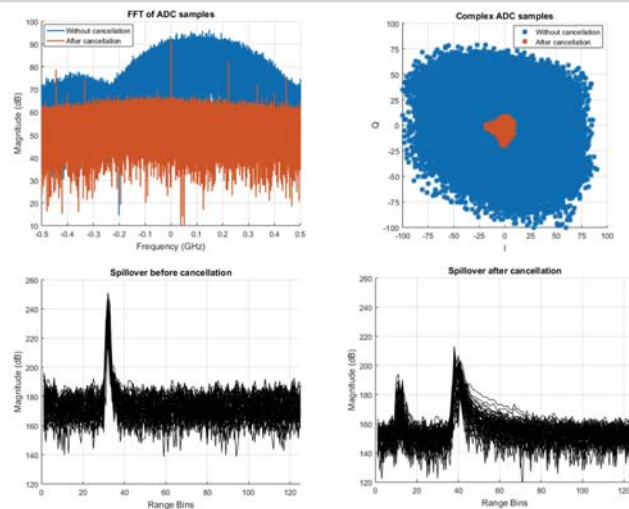 FFT of ADC samples
100
90
80
70
60
50
40
30
20
10
Magnitude (dB)
Without cancellation
After cancellation
-0.5 -0.4 -0.3 -0.2 -0.1 0 0.1 0.2 0.3 0.4 0.5
Frequency (GHz)
Complex ADC samples
100
75
50
25
0
-25
-50
-75
-100
Q
Without cancellation
After cancellation
-100 -75 -50 -25 0 25 50 75 100
I
Spillover before cancellation
260
240
220
200
180
160
140
120
Magnitude (dB)
0 20 40 60 80 100 120
Range Bins
Spillover after cancellation
260
240
220
200
180
160
140
120
Magnitude (dB)
0 20 40 60 80 100 120
Range Bins